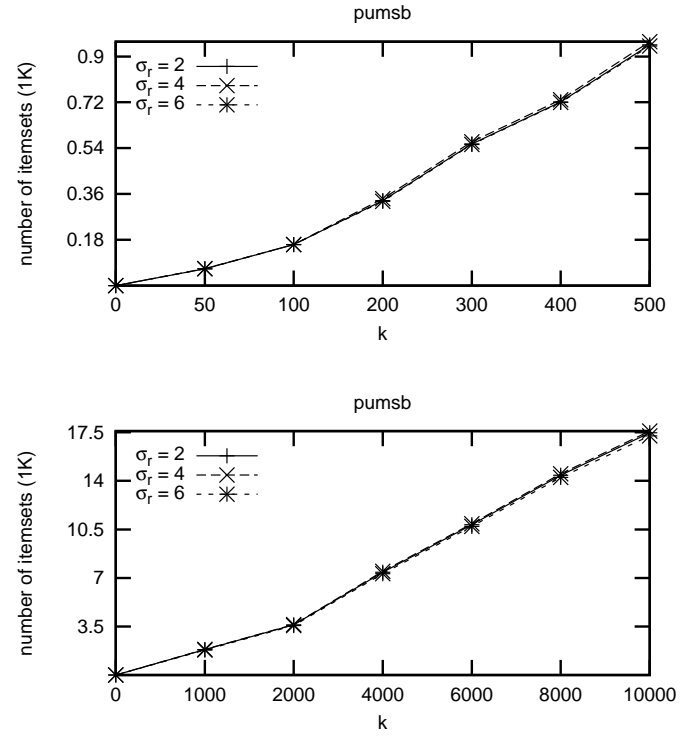 pumsb
number of itemsets (1K)
0.9
0.72
0.54
0.36
0.18
σr = 2
σr = 4
σr = 6
0 50 100 200 300 400 500
k
pumsb
number of itemsets (1K)
17.5
14
10.5
7
3.5
σr = 2
σr = 4
σr = 6
0 1000 2000 4000 6000 8000 10000
k